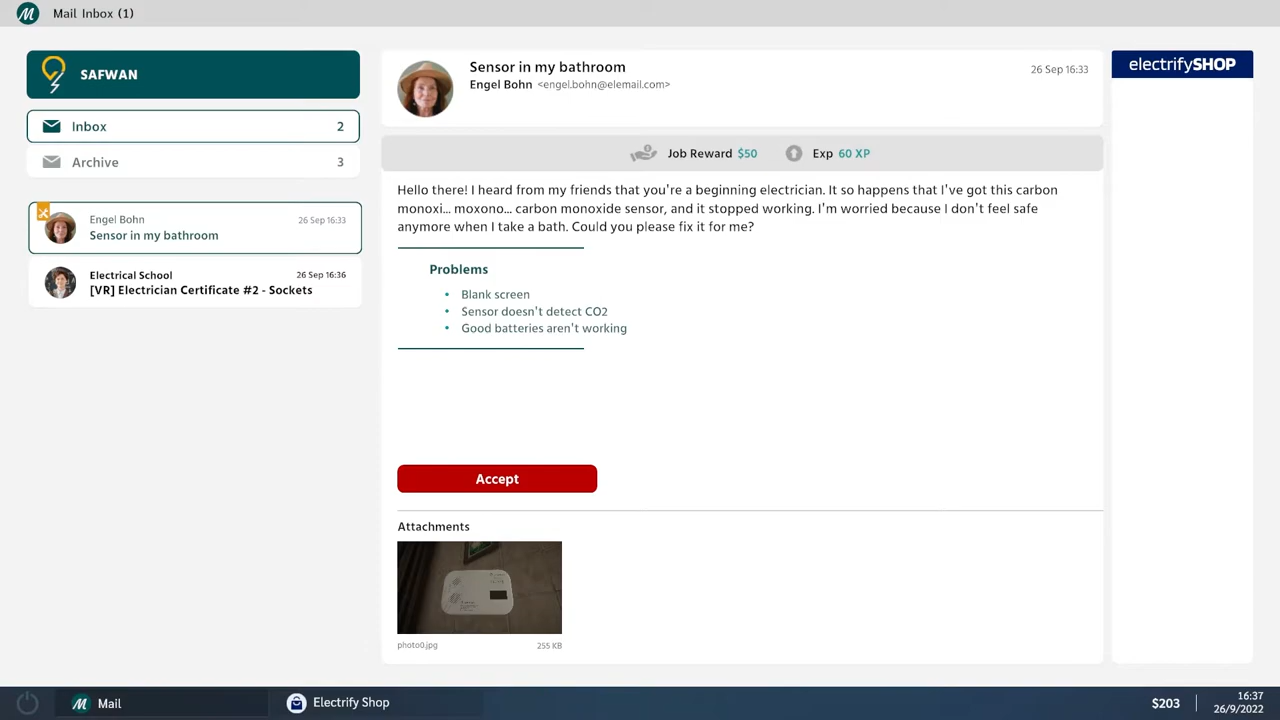 Mail Inbox (1)
SAFWAN
Inbox 2
Archive 3
Engel Bohn 26 Sep 16:33
Sensor in my bathroom
Electrical School 26 Sep 16:36
[VR] Electrician Certificate #2 - Sockets
Sensor in my bathroom
Engel Bohn <engel.bohn@elemail.com>
26 Sep 16:33
Job Reward $50 Exp 60 XP
Hello there! I heard from my friends that you're a beginning electrician. It so happens that I've got this carbon
monoxi... moxono... carbon monoxide sensor, and it stopped working. I'm worried because I don't feel safe
anymore when I take a bath. Could you please fix it for me?
Problems
• Blank screen
• Sensor doesn't detect CO2
• Good batteries aren't working
Accept
Attachments
photo0.jpg 255 KB
electrifySHOP
Mail
Electrify Shop
$203
16:37
26/9/2022